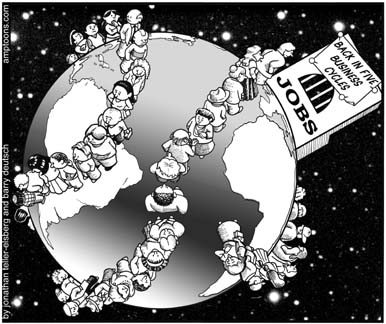 BACK IN FIVE
BUSINESS
CYCLES
JOBS
amptoons.com
by jonathan teller-elsberg and barry deutsch